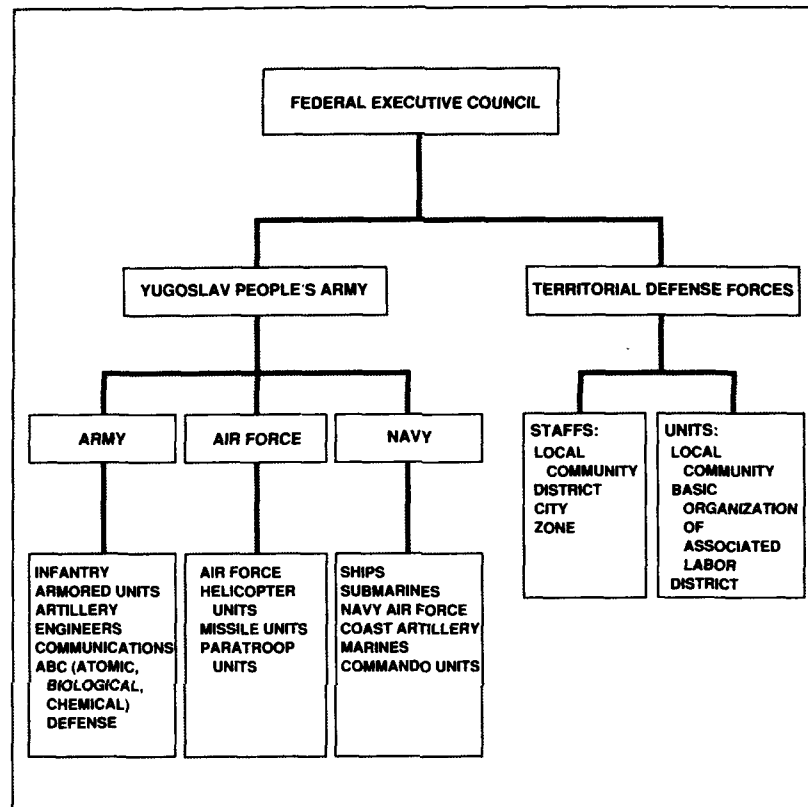 FEDERAL EXECUTIVE COUNCIL
YUGOSLAV PEOPLE'S ARMY
TERRITORIAL DEFENSE FORCES
ARMY
AIR FORCE
NAVY
STAFFS:
LOCAL
COMMUNITY
DISTRICT
CITY
ZONE
UNITS:
LOCAL
COMMUNITY
BASIC
ORGANIZATION
OF
ASSOCIATED
LABOR
DISTRICT
INFANTRY
ARMORED UNITS
ARTILLERY
ENGINEERS
COMMUNICATIONS
ABC (ATOMIC,
BIOLOGICAL,
CHEMICAL)
DEFENSE
AIR FORCE
HELICOPTER
UNITS
MISSILE UNITS
PARATROOP
UNITS
SHIPS
SUBMARINES
NAVY AIR FORCE
COAST ARTILLERY
MARINES
COMMANDO UNITS